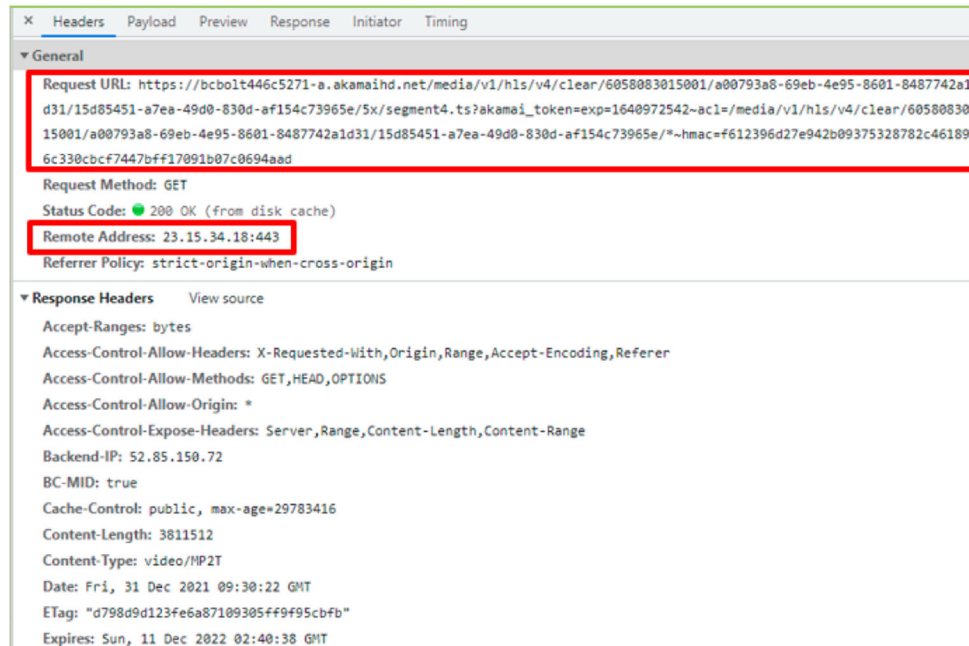 × Headers Payload Preview Response Initiator Timing
▼ General
Request URL: https://bcbolt446c5271-a.akamaihd.net/media/v1/hls/v4/clear/6058083015001/a00793a8-69eb-4e95-8601-8487742a1
d31/15d85451-a7ea-49d0-830d-af154c73965e/5x/segment4.ts?akamai_token=exp=1640972542~acl=/media/v1/hls/v4/clear/60580830
15001/a00793a8-69eb-4e95-8601-8487742a1d31/15d85451-a7ea-49d0-830d-af154c73965e/*~hmac=f612396d27e942b09375328782c46189
6c330cbcf7447bff17091b07c0694aad
Request Method: GET
Status Code: 200 OK (from disk cache)
Remote Address: 23.15.34.18:443
Referrer Policy: strict-origin-when-cross-origin
▼ Response Headers View source
Accept-Ranges: bytes
Access-Control-Allow-Headers: X-Requested-With,Origin,Range,Accept-Encoding,Referer
Access-Control-Allow-Methods: GET,HEAD,OPTIONS
Access-Control-Allow-Origin: *
Access-Control-Expose-Headers: Server,Range,Content-Length,Content-Range
Backend-IP: 52.85.150.72
BC-MID: true
Cache-Control: public, max-age=29783416
Content-Length: 3811512
Content-Type: video/MP2T
Date: Fri, 31 Dec 2021 09:30:22 GMT
ETag: "d798d9d123fe6a87109305ff9f95cbfb"
Expires: Sun, 11 Dec 2022 02:40:38 GMT